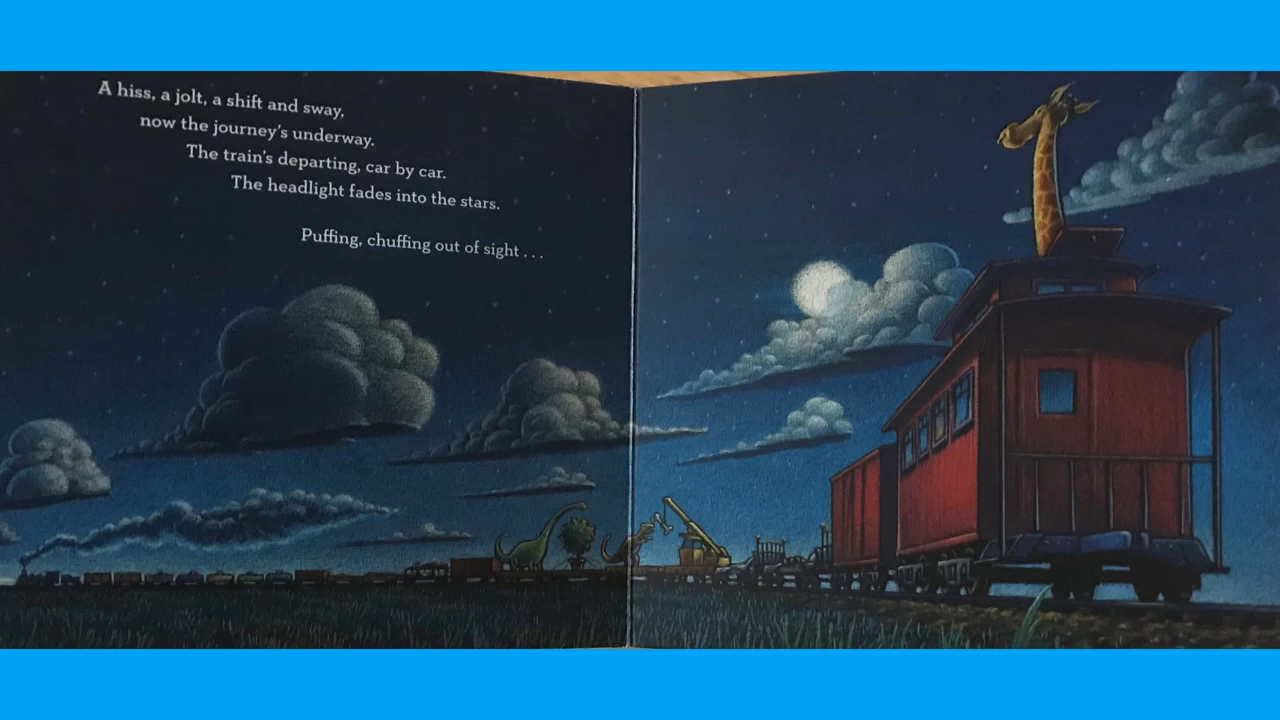 A hiss, a jolt, a shift and sway,
now the journey's underway.
The train's departing, car by car.
The headlight fades into the stars.
Puffing, chuffing out of sight . . .